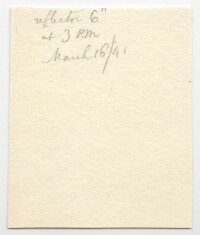 reflector 6"
at 3 P.M
March 16/41